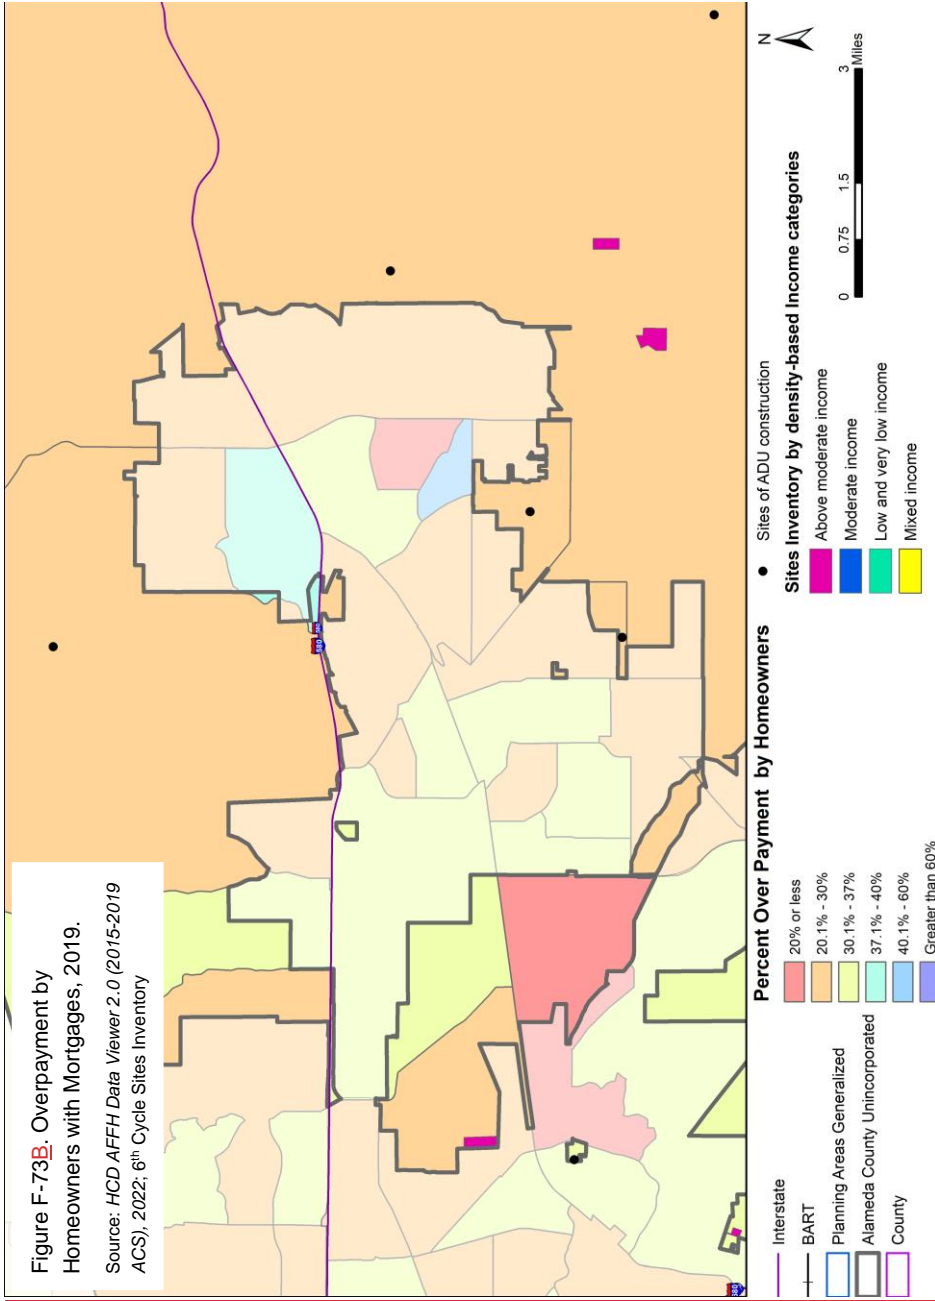 Figure F-73B. Overpayment by
Homeowners with Mortgages, 2019.
Source: HCD AFFH Data Viewer 2.0 (2015-2019
ACS), 2022; 6th Cycle Sites Inventory
580
680
Interstate
BART
Planning Areas Generalized
Alameda County Unincorporated
County
Percent Over Payment by Homeowners
20% or less
20.1% - 30%
30.1% - 37%
37.1% - 40%
40.1% - 60%
Greater than 60%
Sites of ADU construction
Sites Inventory by density-based Income categories
Above moderate income
Moderate income
Low and very low income
Mixed income
0 0.75 1.5 3
Miles
N